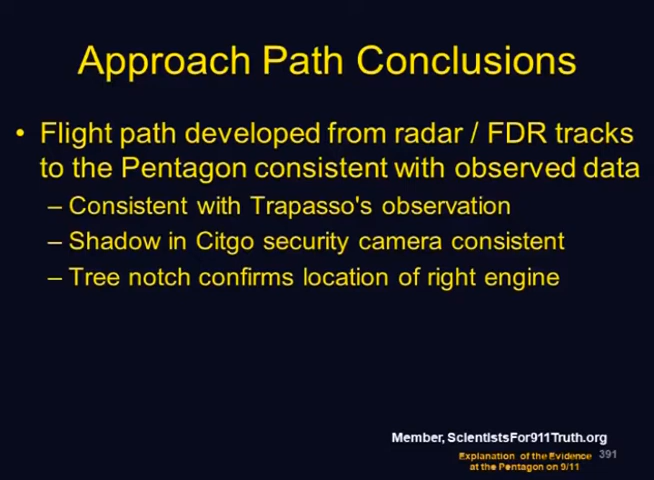 Approach Path Conclusions
• Flight path developed from radar / FDR tracks
to the Pentagon consistent with observed data
– Consistent with Trapasso's observation
– Shadow in Citgo security camera consistent
– Tree notch confirms location of right engine
Member, ScientistsFor911Truth.org
Explanation of the Evidence 391
at the Pentagon on 9/11